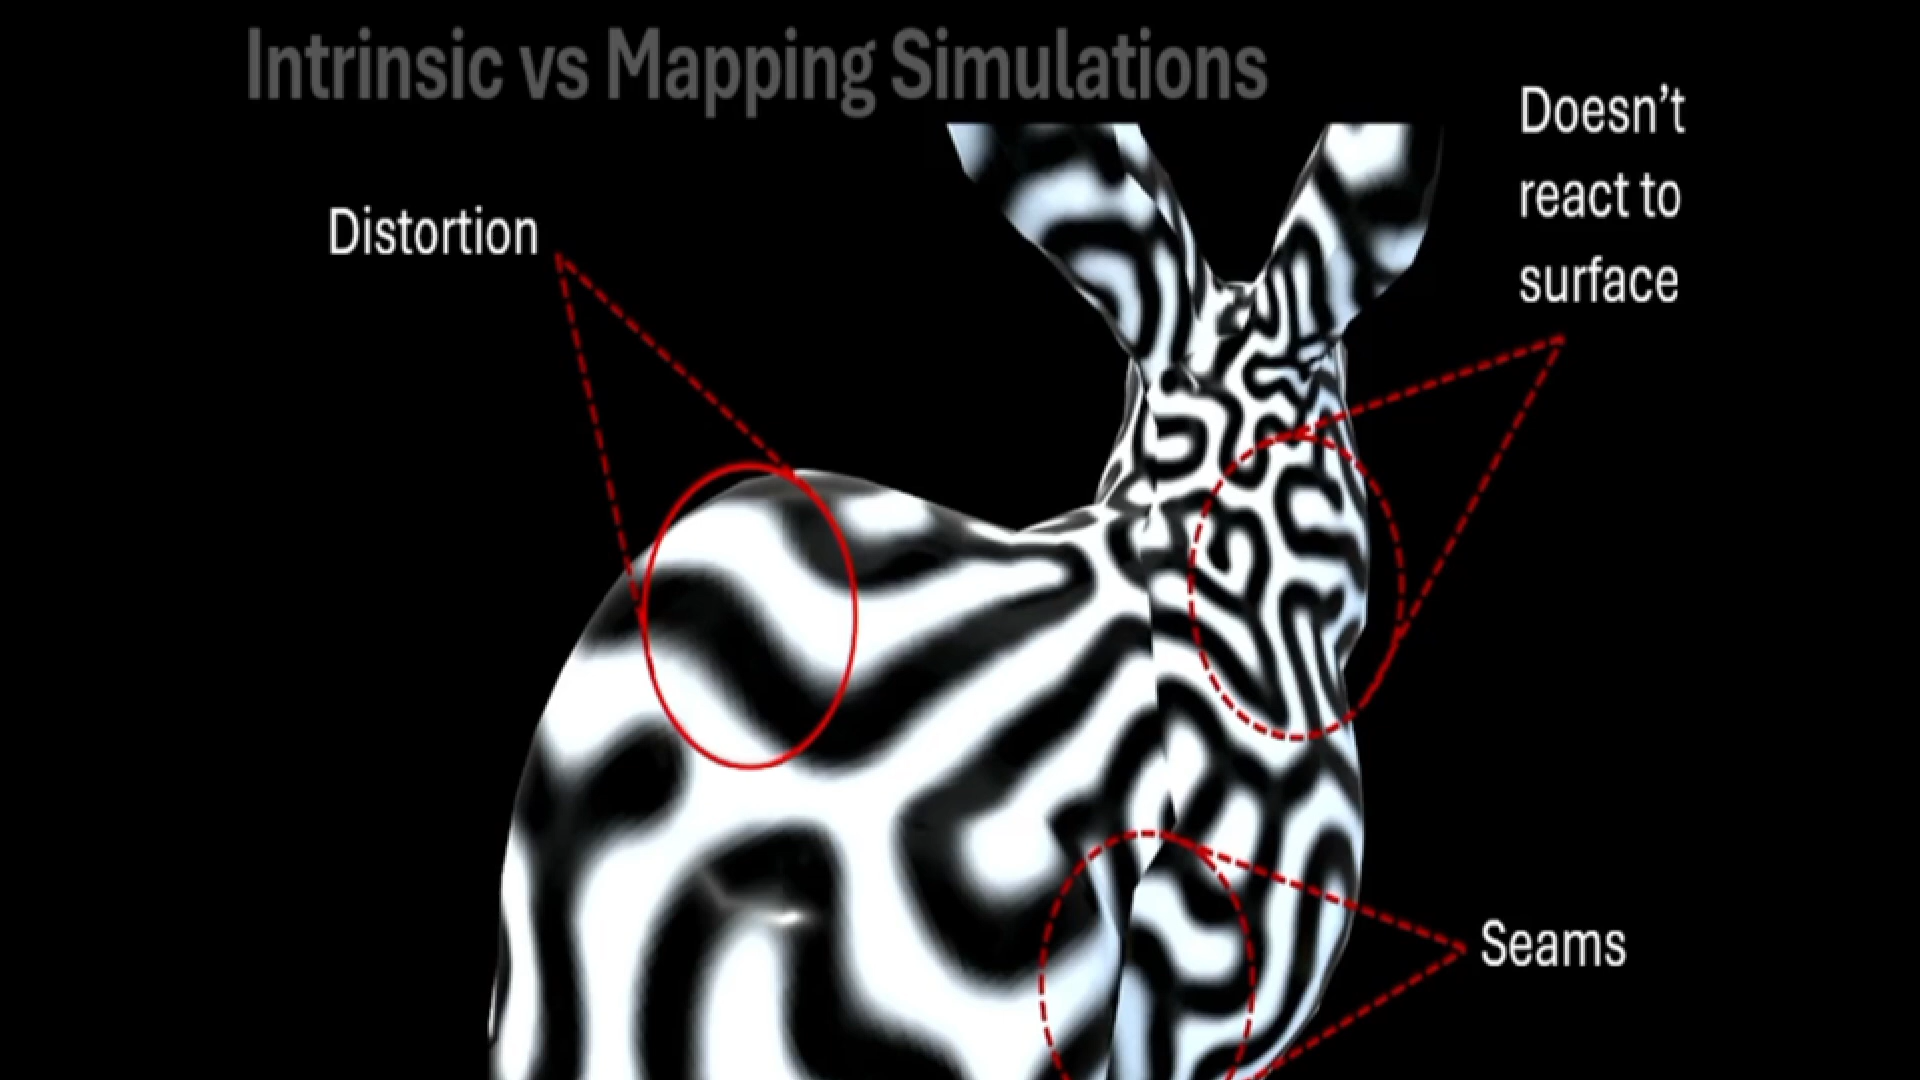 Intrinsic vs Mapping Simulations
Distortion
Doesn’t
react to
surface
Seams